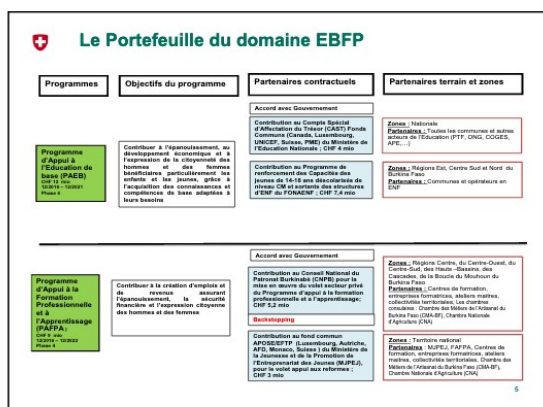 Le Portefeuille du domaine EBFP
Programmes
Objectifs du programme
Partenaires contractuels
Partenaires terrain et zones
Accord avec Gouvernement
Programme
d'Appui à
l'Education de
base (PAEB)
CHF 12 mio
12/2016 – 12/2021
Phase 4
Contribuer à l'épanouissement, au
développement économique et à
l'expression de la citoyenneté des
hommes et des femmes
bénéficiaires particulièrement les
enfants et les jeunes, grâce à
l'acquisition des connaissances et
compétences de base adaptées à
leurs besoins
Contribution au Compte Spécial
d'Affectation du Trésor (CAST) Fonds
Communs (Canada, Luxembourg,
UNICEF, Suisse, PME) du Ministère de
l'Education Nationale ; CHF 4 mio
Contribution au Programme de
renforcement des Capacités des
jeunes de 14-18 ans déscolarisés de
niveau CM et sortants des structures
d'ENF du FONAENF ; CHF 7,4 mio
Zones : Nationale
Partenaires : Toutes les communes et autres
acteurs de l'Education (PTF, ONG, COGES,
APE,…)
Zones : Régions Est, Centre Sud et Nord du
Burkina Faso
Partenaires : Communes et opérateurs en
ENF
Programme
d'Appui à la
Formation
Professionnelle et
à
l'Apprentissage
(PAFPA)
CHF 9 mio
12/2016 – 12/2022
Phase 4
Contribuer à la création d'emplois et
de revenus assurant
l'épanouissement, la sécurité
financière et l'expression citoyenne
des hommes et des femmes
Accord avec Gouvernement
Contribution au Conseil National du
Patronat Burkinabè (CNPB) pour la
mise en œuvre du volet secteur privé
du Programme d'appui à la formation
professionnelle et a l'apprentissage;
CHF 5,2 mio
Backstopping
Contribution au fond commun
APOSE/EFTP (Luxembourg, Autriche,
AFD, Monaco, Suisse ) du Ministère de
la Jeunesse et de la Promotion de
l'Entreprenariat des Jeunes (MJPEJ),
pour le volet appui aux reformes ;
CHF 3 mio
Zones : Régions Centre, du Centre-Ouest, du
Centre-Sud, des Hauts –Bassins, des
Cascades, de la Boucle du Mouhoun du
Burkina Faso
Partenaires : Centres de formation,
entreprises formatrices, ateliers maitres,
collectivités territoriales, Les chambres
consulaires : Chambre des Métiers de l'Artisanat du
Burkina Faso (CMA-BF), Chambre Nationale
d'Agriculture (CNA)
Zones : Territoire national
Partenaires : MJPEJ, FAFPA, Centres de
formation, entreprises formatrices, ateliers
maitres, collectivités territoriales, Chambre des
Métiers de l'Artisanat du Burkina Faso (CMA-BF),
Chambre Nationale d'Agriculture (CNA)
5